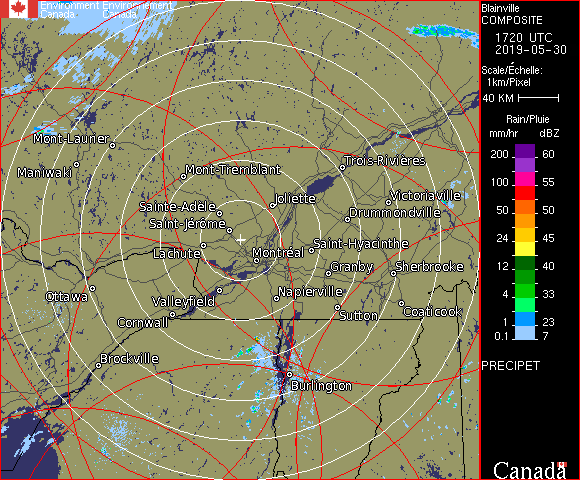 Environment Environnement
Canada Canada
Mont-Laurier
Maniwaki
Mont-Tremblant
Trois-Rivières
Joliette
Victoriaville
Sainte-Adèle
Drummondville
Saint-Jérôme
Saint-Hyacinthe
Lachute
Montréal
Granby
Sherbrooke
Ottawa
Valleyfield
Napierville
Cornwall
Sutton
Coaticook
Brockville
Burlington
Blainville
COMPOSITE
1720 UTC
2019-05-30
Scale/Échelle:
1km/Pixel
40 KM
Rain/Pluie
mm/hr dBZ
200 60
100 55
50 50
24 45
12 40
4 33
1 23
0.1 7
PRECIPET
Canada